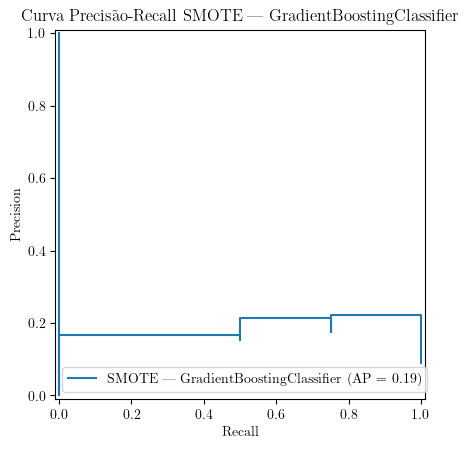 Curva Precisão-Recall SMOTE — GradientBoostingClassifier
1.0
0.8
0.6
0.4
0.2
0.0
Precision
SMOTE — GradientBoostingClassifier (AP = 0.19)
0.0 0.2 0.4 0.6 0.8 1.0
Recall